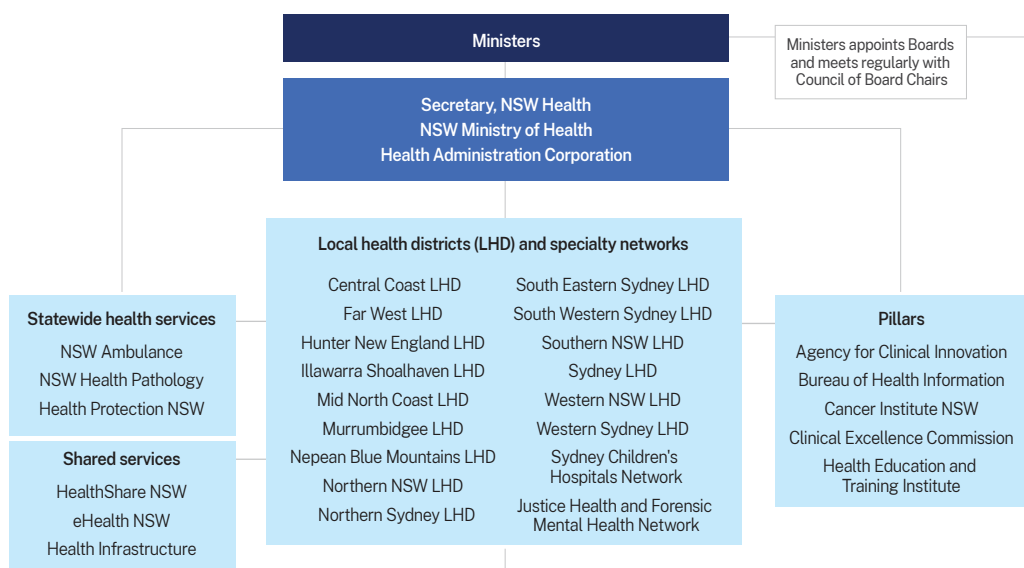 Ministers
Ministers appoints Boards
and meets regularly with
Council of Board Chairs
Secretary, NSW Health
NSW Ministry of Health
Health Administration Corporation
Local health districts (LHD) and specialty networks
Central Coast LHD
Far West LHD
Hunter New England LHD
Illawarra Shoalhaven LHD
Mid North Coast LHD
Murrumbidgee LHD
Nepean Blue Mountains LHD
Northern NSW LHD
Northern Sydney LHD
South Eastern Sydney LHD
South Western Sydney LHD
Southern NSW LHD
Sydney LHD
Western NSW LHD
Western Sydney LHD
Sydney Children's
Hospitals Network
Justice Health and Forensic
Mental Health Network
Statewide health services
NSW Ambulance
NSW Health Pathology
Health Protection NSW
Shared services
HealthShare NSW
eHealth NSW
Health Infrastructure
Pillars
Agency for Clinical Innovation
Bureau of Health Information
Cancer Institute NSW
Clinical Excellence Commission
Health Education and
Training Institute